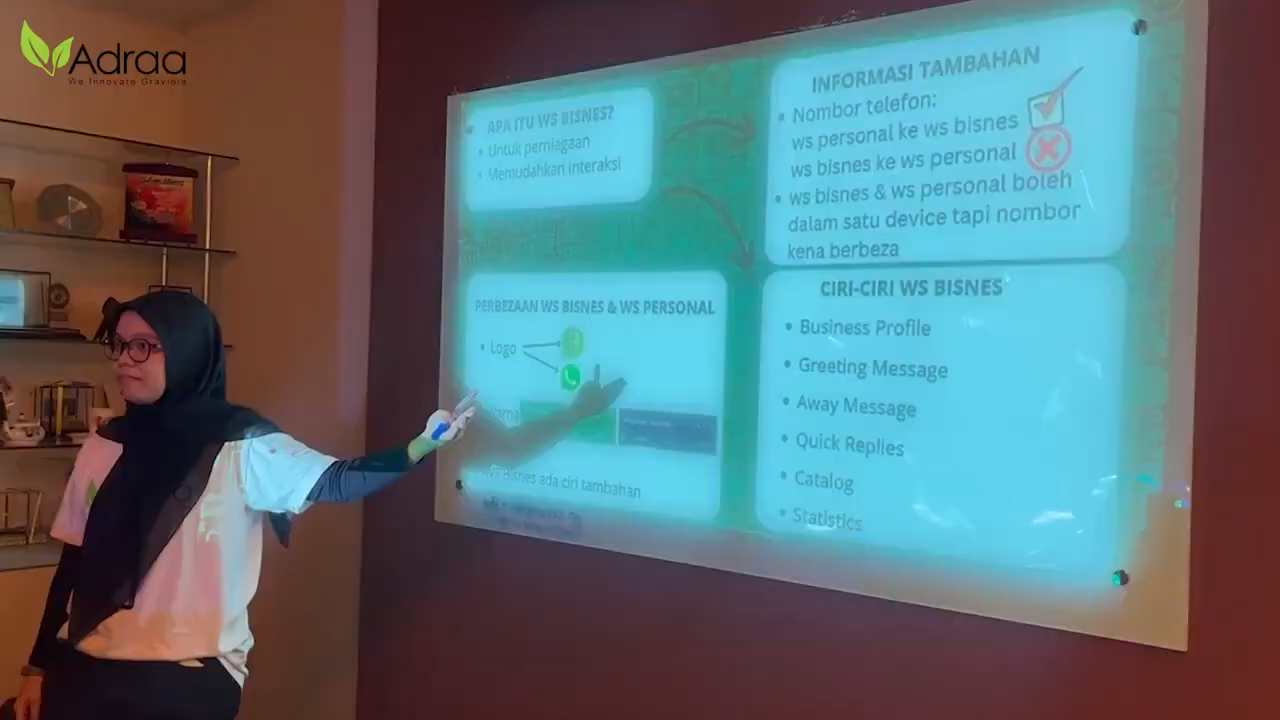 Adraa
We Innovate Graviola
APA ITU WS BISNES?
• Untuk perniagaan
• Memudahkan interaksi
INFORMASI TAMBAHAN
• Nombor telefon:
ws personal ke ws bisnes
ws bisnes ke ws personal
• ws bisnes & ws personal boleh
dalam satu device tapi nombor
kena berbeza
PERBEZAAN WS BISNES & WS PERSONAL
• Logo
Bisnes ada ciri tambahan
CIRI-CIRI WS BISNES
• Business Profile
• Greeting Message
• Away Message
• Quick Replies
• Catalog
• Statistics